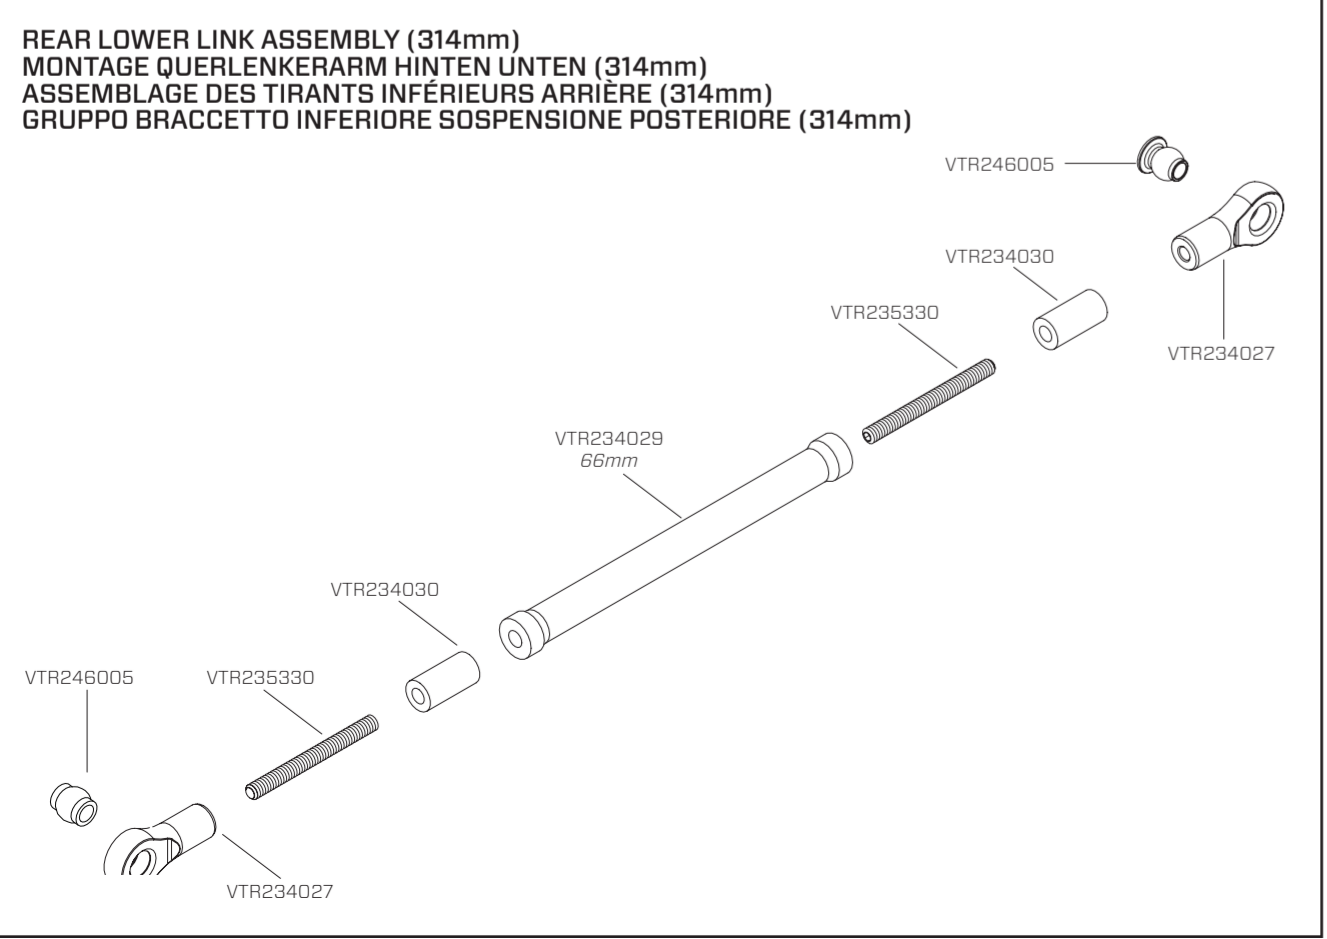 REAR LOWER LINK ASSEMBLY (314mm)
MONTAGE QUERLENKERARM HINTEN UNTEN (314mm)
ASSEMBLAGE DES TIRANTS INFÉRIEURS ARRIÈRE (314mm)
GRUPPO BRACCETTO INFERIORE SOSPENSIONE POSTERIORE (314mm)
VTR246005
VTR234030
VTR235330
VTR234027
VTR234029
66mm
VTR234030
VTR246005
VTR235330
VTR234027